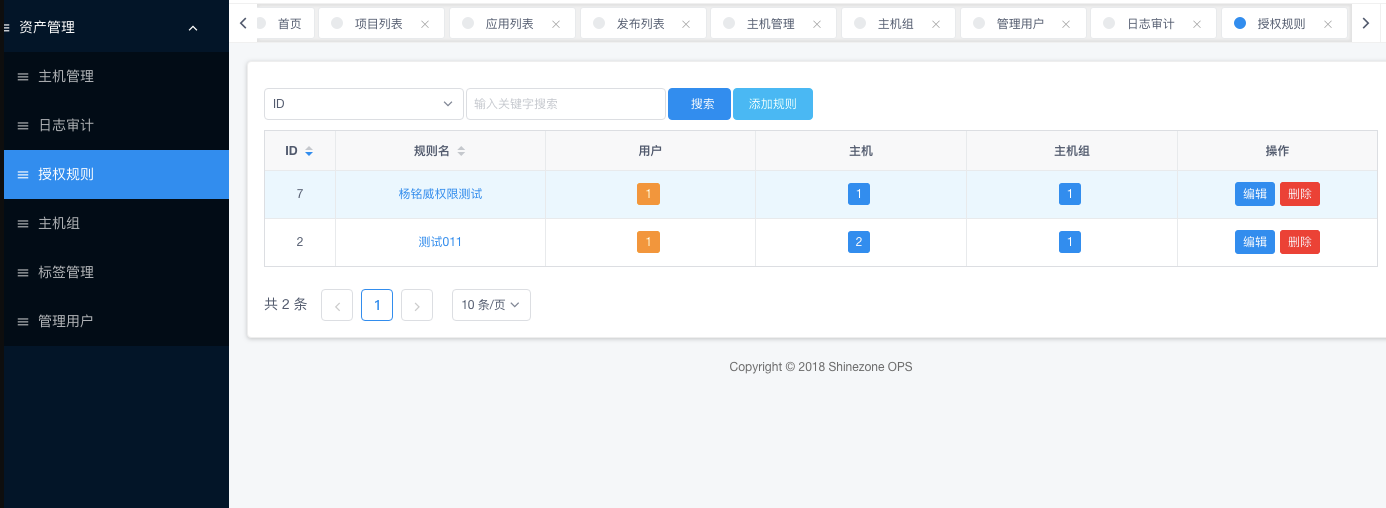 资产管理
主机管理
日志审计
授权规则
主机组
标签管理
管理用户
首页 项目列表 应用列表 发布列表 主机管理 主机组 管理用户 日志审计 授权规则
ID 输入关键字搜索 搜索 添加规则
ID 规则名 用户 主机 主机组 操作
7 杨铭威权限测试 1 1 1 编辑 删除
2 测试011 1 2 1 编辑 删除
共 2 条 1 10 条/页
Copyright © 2018 Shinezone OPS